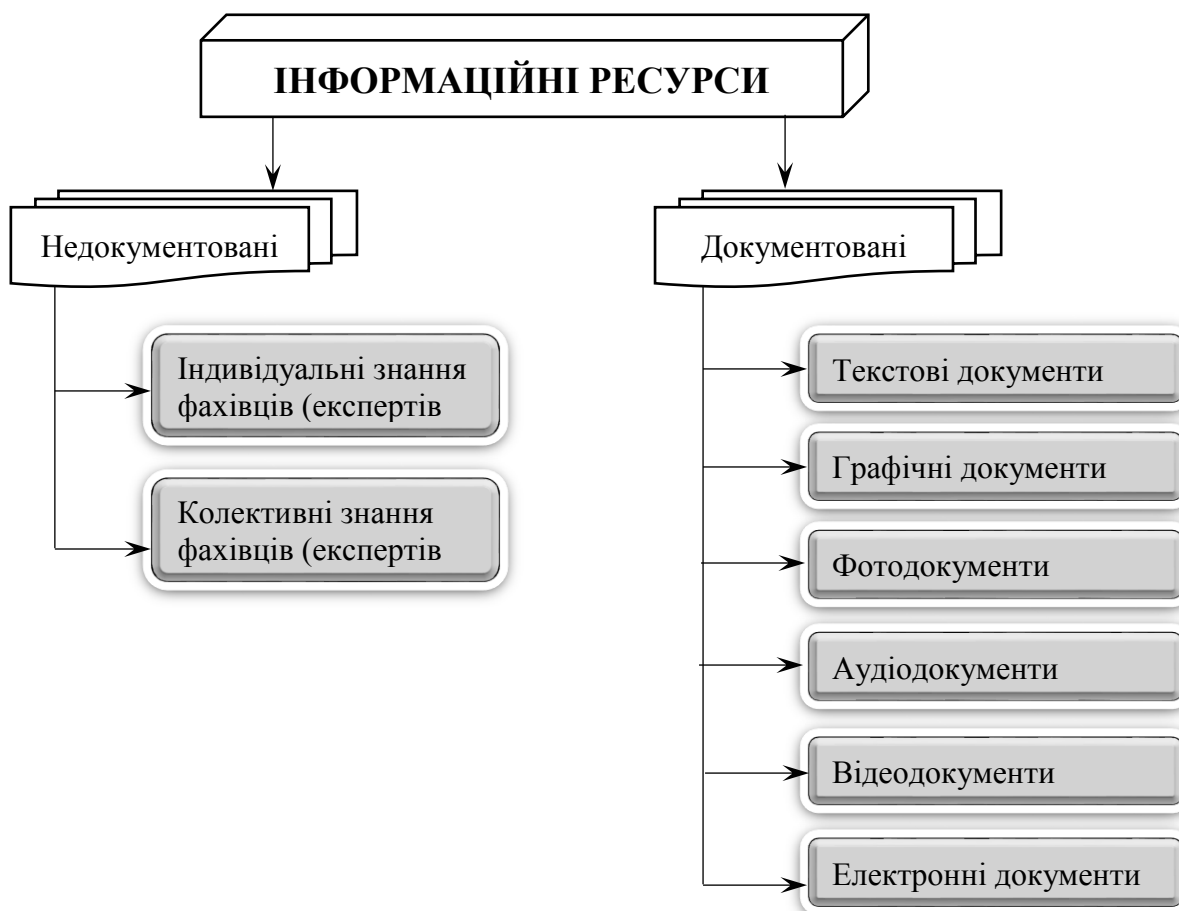 ІНФОРМАЦІЙНІ РЕСУРСИ
Недокументовані
Індивідуальні знання
фахівців (експертів
Колективні знання
фахівців (експертів
Документовані
Текстові документи
Графічні документи
Фотодокументи
Аудіодокументи
Відеодокументи
Електронні документи